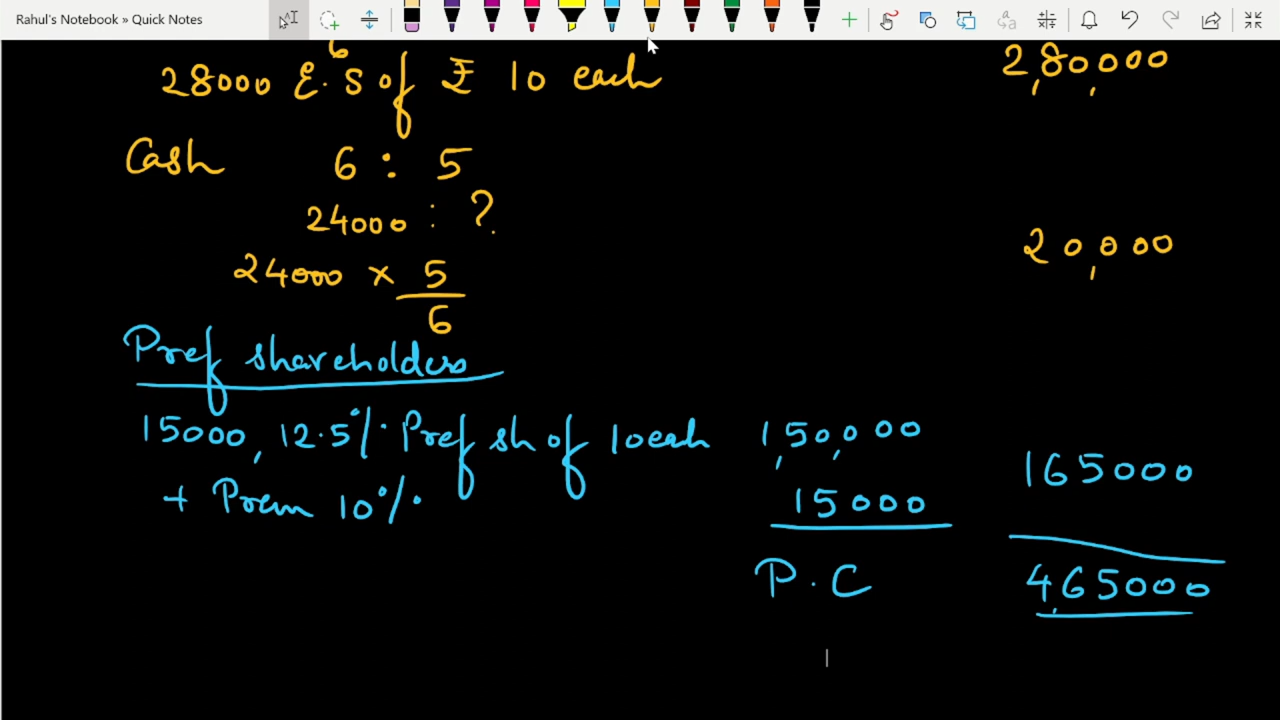 Rahul's Notebook » Quick Notes
6
28000 E.S of ₹ 10 each 2,80,000
Cash 6 : 5
24000 : ?
20,000
24000 × 5
6
Pref shareholders
15000, 12.5% Pref sh of 10 each 1,50,000
165000
+ Prem 10% 15000
P.C 4,65000